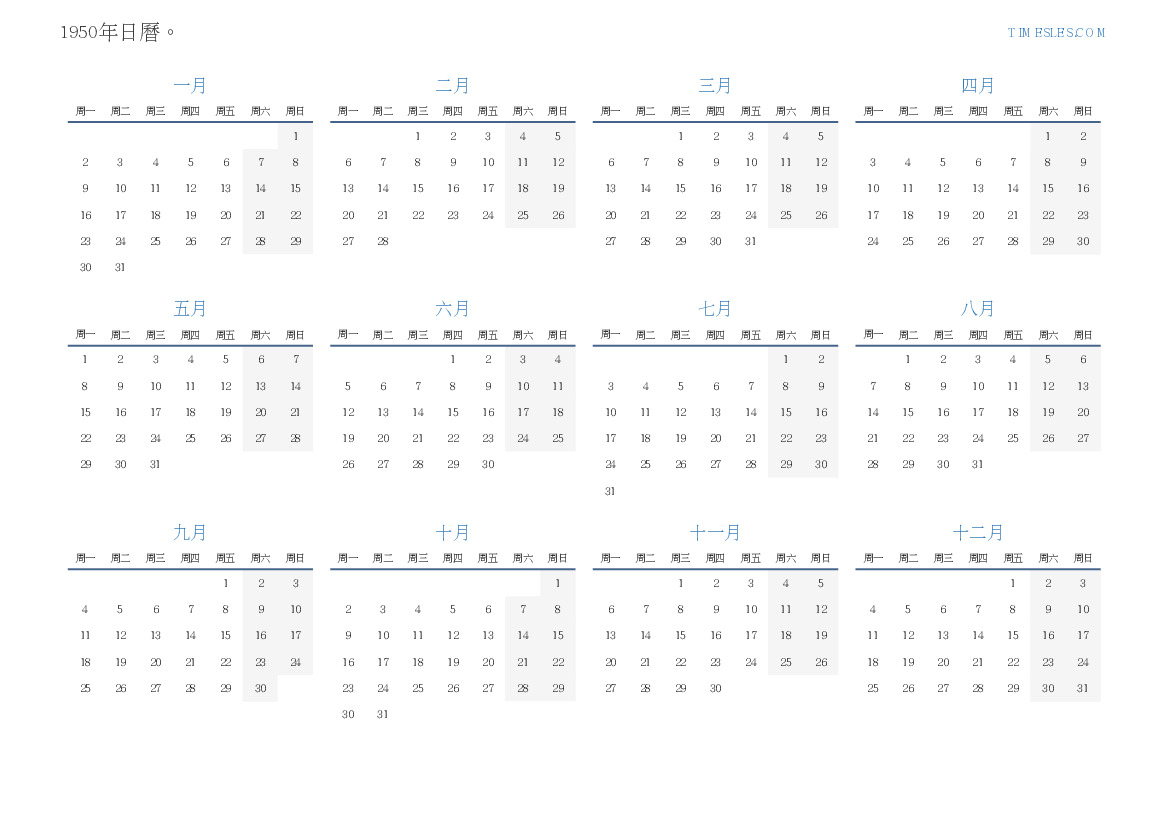 1950年日曆。 TIMESLES.COM
一月 二月 三月 四月
周一 周二 周三 周四 周五 周六 周日 周一 周二 周三 周四 周五 周六 周日 周一 周二 周三 周四 周五 周六 周日 周一 周二 周三 周四 周五 周六 周日
1 1 2 3 4 5 1 2 3 4 5 1 2
2 3 4 5 6 7 8 6 7 8 9 10 11 12 6 7 8 9 10 11 12 3 4 5 6 7 8 9
9 10 11 12 13 14 15 13 14 15 16 17 18 19 13 14 15 16 17 18 19 10 11 12 13 14 15 16
16 17 18 19 20 21 22 20 21 22 23 24 25 26 20 21 22 23 24 25 26 17 18 19 20 21 22 23
23 24 25 26 27 28 29 27 28 27 28 29 30 31 24 25 26 27 28 29 30
30 31
五月 六月 七月 八月
周一 周二 周三 周四 周五 周六 周日 周一 周二 周三 周四 周五 周六 周日 周一 周二 周三 周四 周五 周六 周日 周一 周二 周三 周四 周五 周六 周日
1 2 3 4 5 6 7 1 2 3 4 1 2 1 2 3 4 5 6
8 9 10 11 12 13 14 5 6 7 8 9 10 11 3 4 5 6 7 8 9 7 8 9 10 11 12 13
15 16 17 18 19 20 21 12 13 14 15 16 17 18 10 11 12 13 14 15 16 14 15 16 17 18 19 20
22 23 24 25 26 27 28 19 20 21 22 23 24 25 17 18 19 20 21 22 23 21 22 23 24 25 26 27
29 30 31 26 27 28 29 30 24 25 26 27 28 29 30 28 29 30 31
31
九月 十月 十一月 十二月
周一 周二 周三 周四 周五 周六 周日 周一 周二 周三 周四 周五 周六 周日 周一 周二 周三 周四 周五 周六 周日 周一 周二 周三 周四 周五 周六 周日
1 2 3 1 1 2 3 4 5 1 2 3
4 5 6 7 8 9 10 2 3 4 5 6 7 8 6 7 8 9 10 11 12 4 5 6 7 8 9 10
11 12 13 14 15 16 17 9 10 11 12 13 14 15 13 14 15 16 17 18 19 11 12 13 14 15 16 17
18 19 20 21 22 23 24 16 17 18 19 20 21 22 20 21 22 23 24 25 26 18 19 20 21 22 23 24
25 26 27 28 29 30 23 24 25 26 27 28 29 27 28 29 30 25 26 27 28 29 30 31
30 31